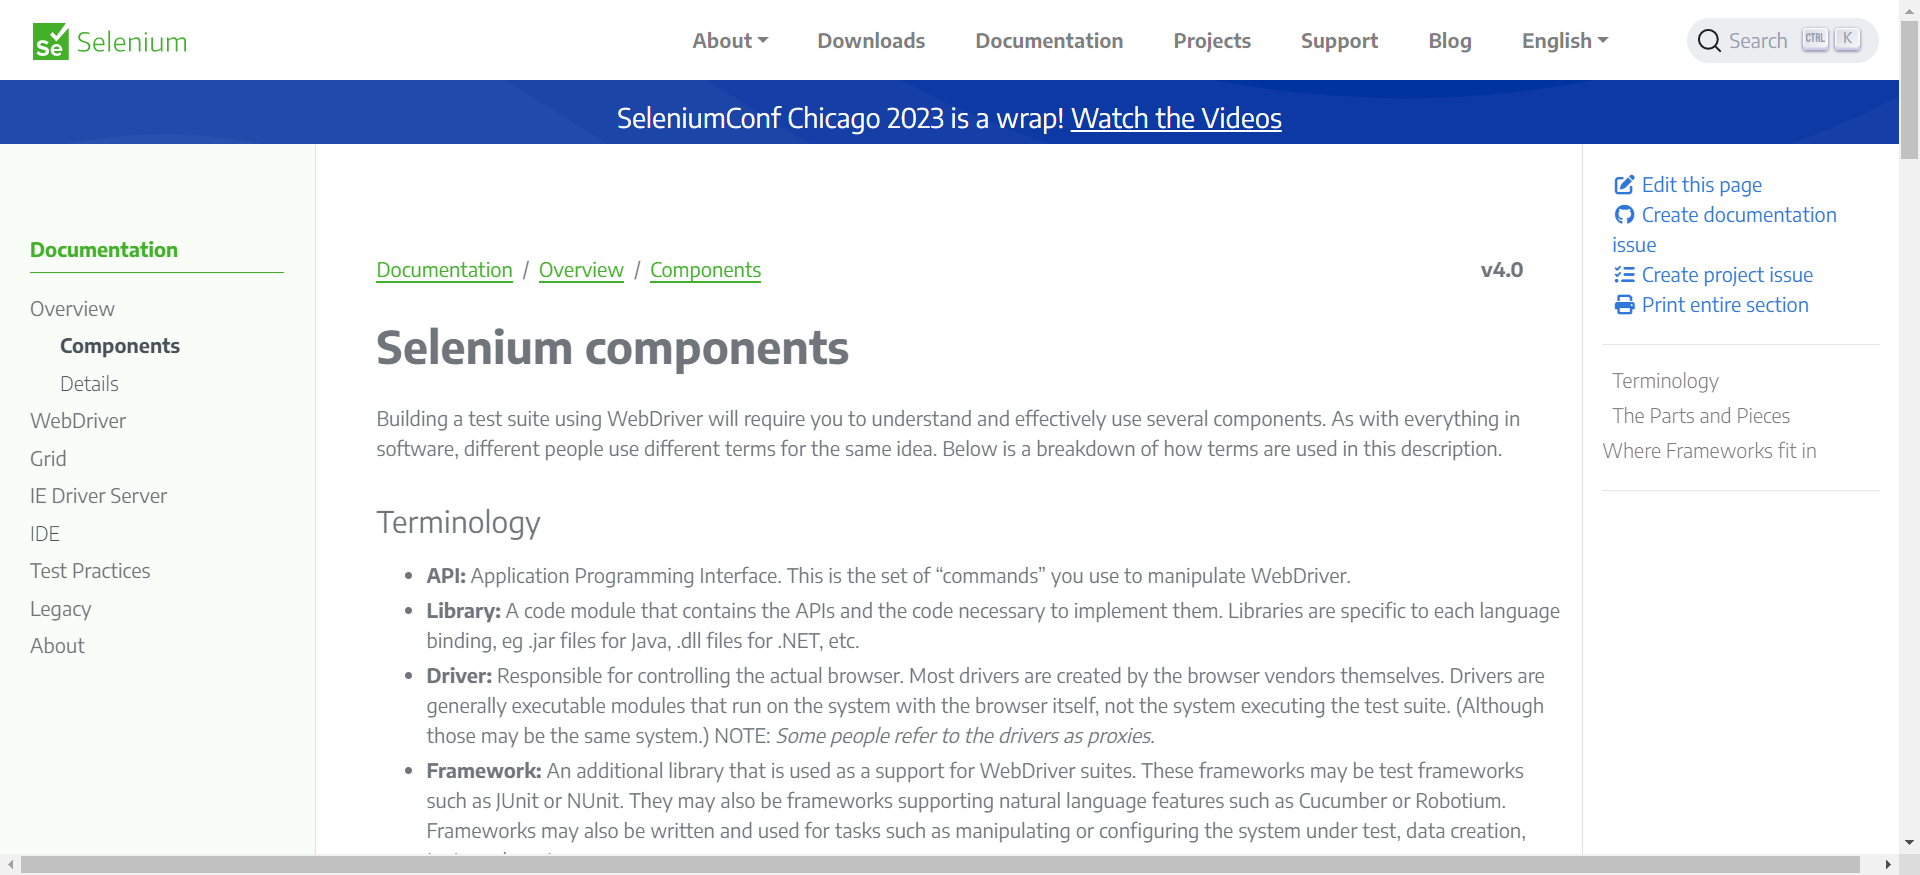 Se Selenium
About
Downloads
Documentation
Projects
Support
Blog
English
Search CTRL K
SeleniumConf Chicago 2023 is a wrap! Watch the Videos
Documentation
Overview
Components
Details
WebDriver
Grid
IE Driver Server
IDE
Test Practices
Legacy
About
Documentation / Overview / Components
v4.0
Selenium components
Building a test suite using WebDriver will require you to understand and effectively use several components. As with everything in
software, different people use different terms for the same idea. Below is a breakdown of how terms are used in this description.
Terminology
• API: Application Programming Interface. This is the set of “commands” you use to manipulate WebDriver.
• Library: A code module that contains the APIs and the code necessary to implement them. Libraries are specific to each language
binding, eg .jar files for Java, .dll files for .NET, etc.
• Driver: Responsible for controlling the actual browser. Most drivers are created by the browser vendors themselves. Drivers are
generally executable modules that run on the system with the browser itself, not the system executing the test suite. (Although
those may be the same system.) NOTE: Some people refer to the drivers as proxies.
• Framework: An additional library that is used as a support for WebDriver suites. These frameworks may be test frameworks
such as JUnit or NUnit. They may also be frameworks supporting natural language features such as Cucumber or Robotium.
Frameworks may also be written and used for tasks such as manipulating or configuring the system under test, data creation,
Edit this page
Create documentation
issue
Create project issue
Print entire section
Terminology
The Parts and Pieces
Where Frameworks fit in